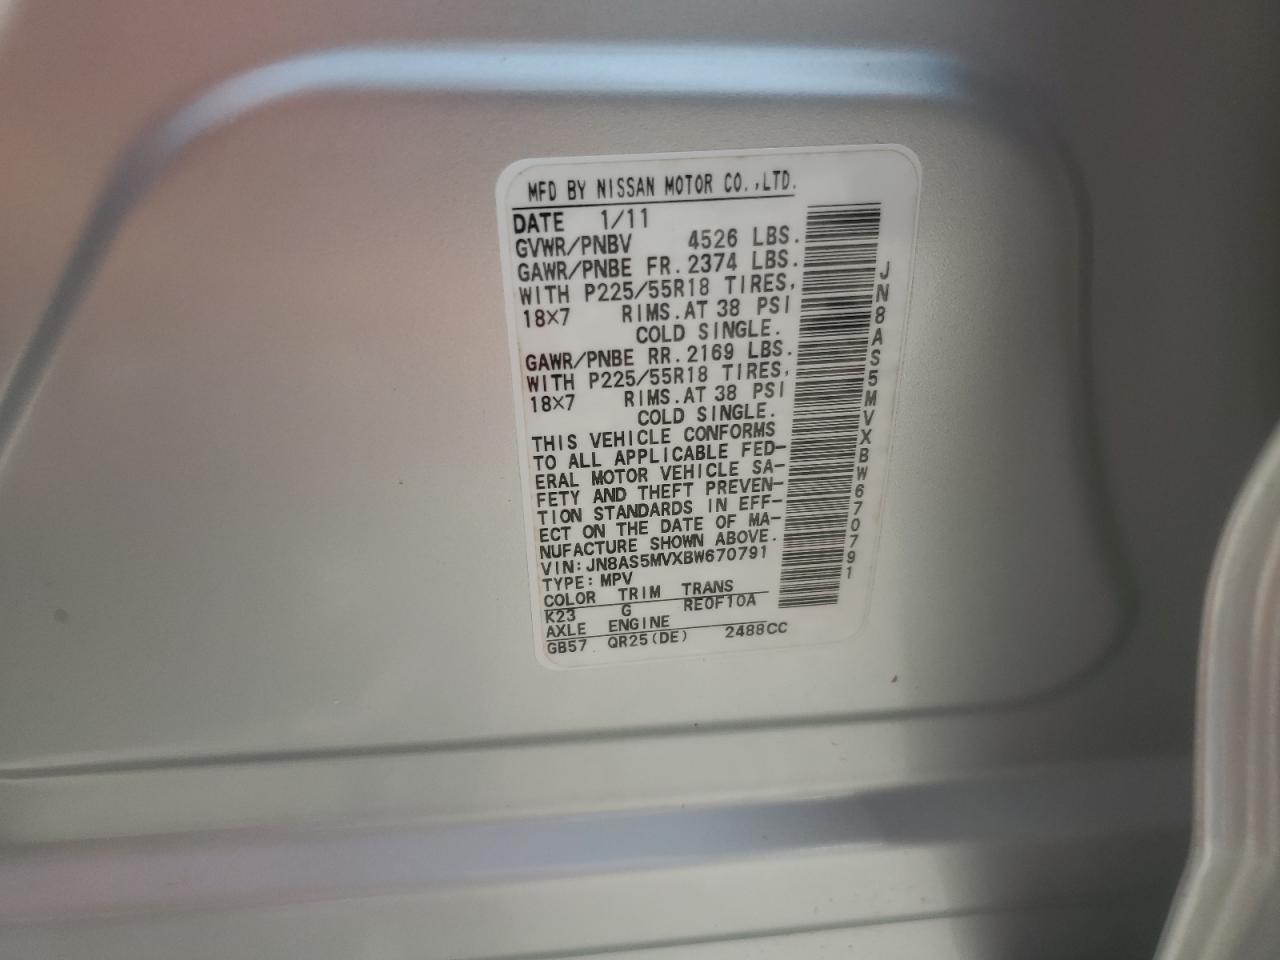 MFD BY NISSAN MOTOR CO.,LTD.
DATE 1/11
GVWR/PNBV 4526 LBS.
GAWR/PNBE FR.2374 LBS.
WITH P225/55R18 TIRES,
18×7 RIMS.AT 38 PSI
COLD SINGLE.
GAWR/PNBE RR.2169 LBS.
WITH P225/55R18 TIRES,
18×7 RIMS.AT 38 PSI
COLD SINGLE.
THIS VEHICLE CONFORMS
TO ALL APPLICABLE FED-
ERAL MOTOR VEHICLE SA-
FETY AND THEFT PREVEN-
TION STANDARDS IN EFF-
ECT ON THE DATE OF MA-
NUFACTURE SHOWN ABOVE.
VIN:JN8AS5MVXBW670791
TYPE:MPV
COLOR TRIM TRANS
K23 G RE0F10A
AXLE ENGINE
GB57 QR25(DE) 2488CC
JN8AS5MVXBW670791